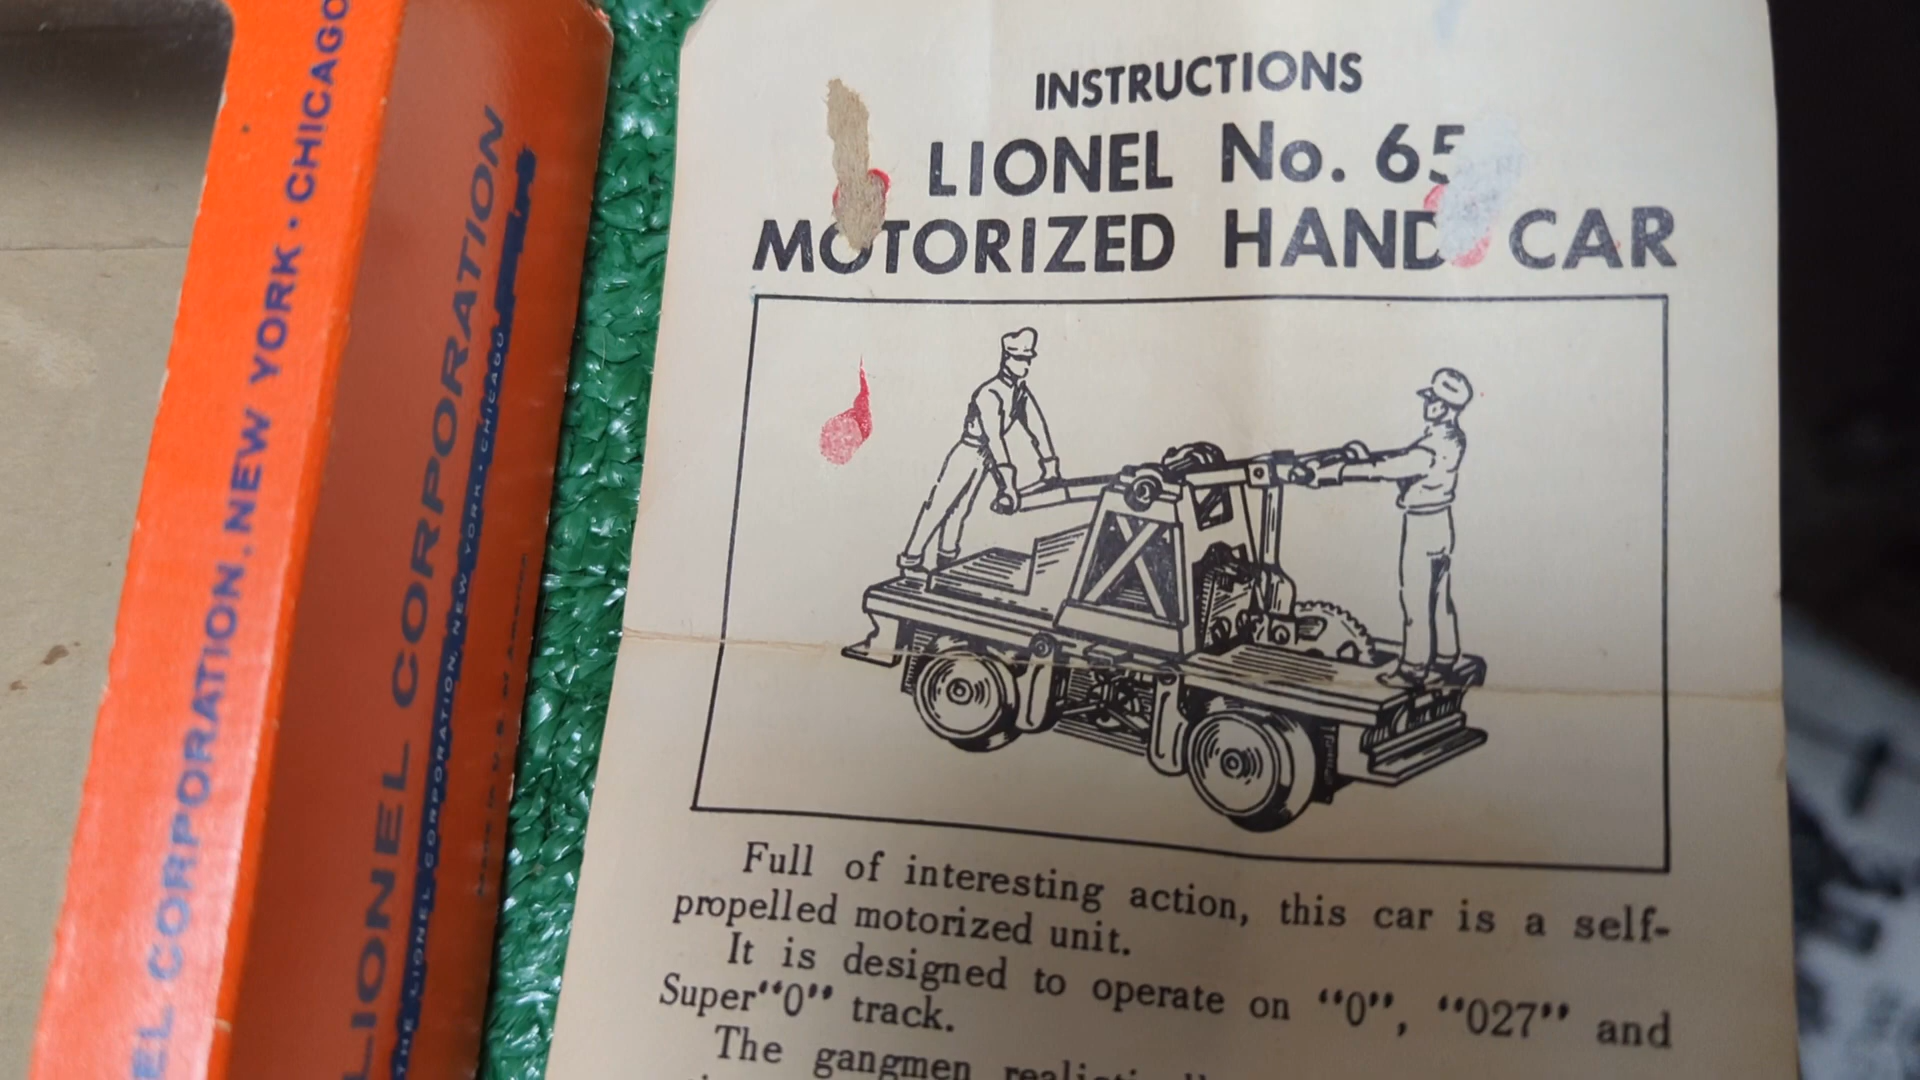 EL CORPORATION, NEW YORK • CHICAGO
LIONEL CORPORATION
THE LIONEL CORPORATION, NEW YORK • CHICAGO
INSTRUCTIONS
LIONEL No. 65
MOTORIZED HAND CAR
Full of interesting action, this car is a self-
propelled motorized unit.
It is designed to operate on "0", "027" and
Super"0" track.
The gangmen